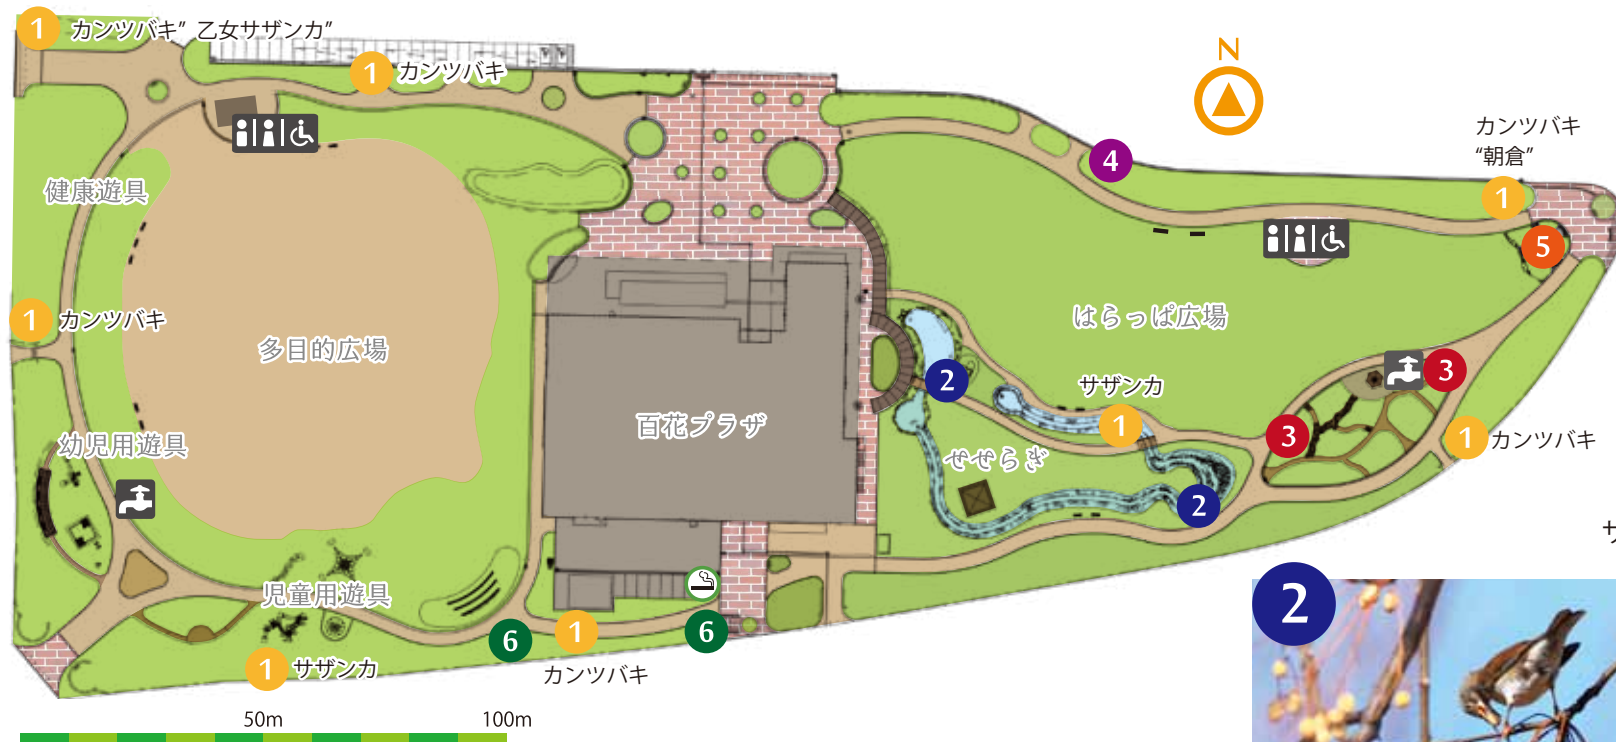 1 カンツバキ” 乙女サザンカ”
1 カンツバキ
N
カンツバキ
“朝倉”
1
4
5
健康遊具
1 カンツバキ
多目的広場
はらっぱ広場
2
サザンカ
1
3
3
1 カンツバキ
百花プラザ
幼児用遊具
せせらぎ
2
サ
児童用遊具
6
1
6
カンツバキ
1 サザンカ
2
50m
100m